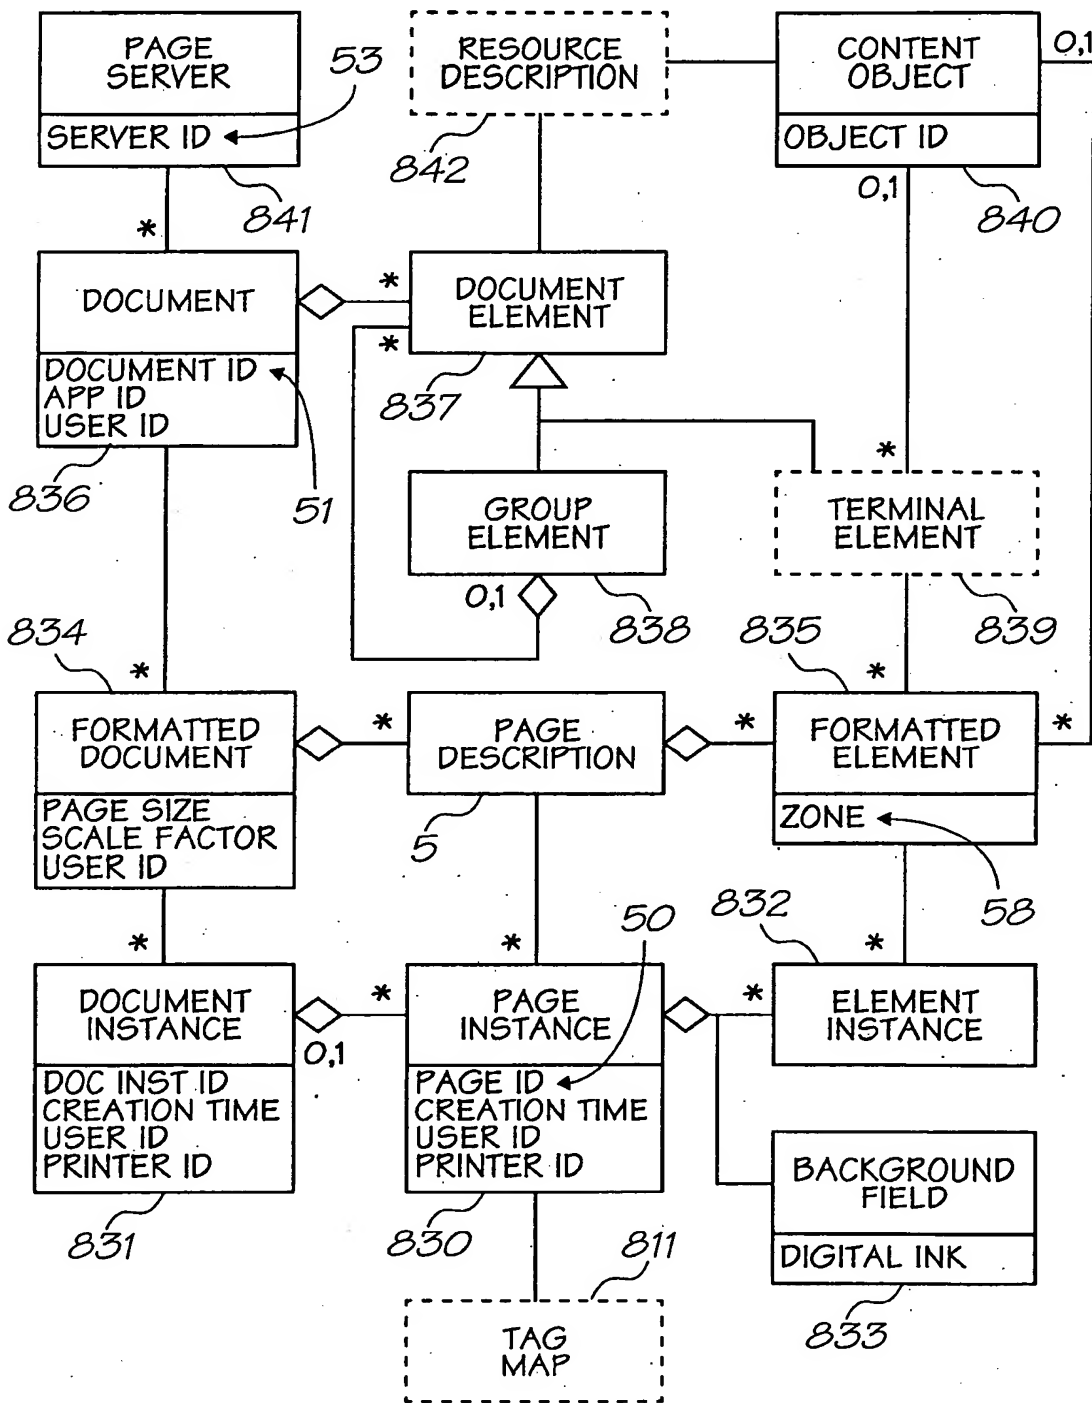 PAGE
SERVER
SERVER ID
53
841
RESOURCE
DESCRIPTION
842
CONTENT
OBJECT
OBJECT ID
0,1
0,1
840
*
DOCUMENT
DOCUMENT ID
APP ID
USER ID
836
51
*
*
DOCUMENT
ELEMENT
837
GROUP
ELEMENT
0,1
838
*
TERMINAL
ELEMENT
839
834
*
FORMATTED
DOCUMENT
PAGE SIZE
SCALE FACTOR
USER ID
*
PAGE
DESCRIPTION
5
835
*
*
*
FORMATTED
ELEMENT
ZONE
58
*
DOCUMENT
INSTANCE
0,1
DOC INST ID
CREATION TIME
USER ID
PRINTER ID
831
*
*
50
PAGE
INSTANCE
PAGE ID
CREATION TIME
USER ID
PRINTER ID
830
832
*
*
ELEMENT
INSTANCE
BACKGROUND
FIELD
DIGITAL INK
833
811
TAG
MAP